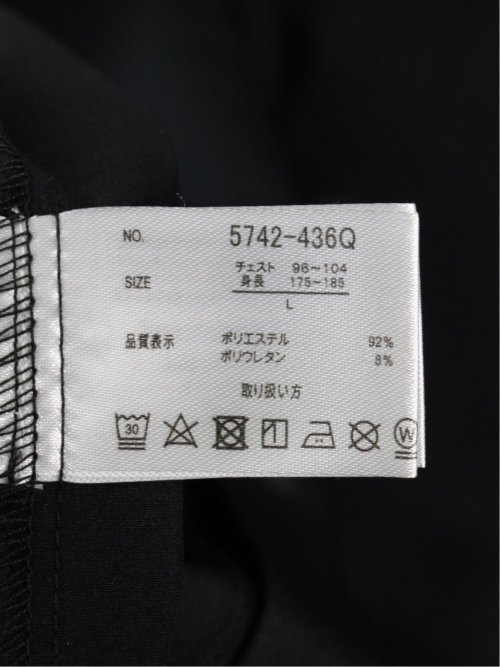 NO. 5742-436Q
SIZE チェスト 96~104
身長 175~185
L
品質表示 ポリエステル 92%
ポリウレタン 8%
取り扱い方
30 W